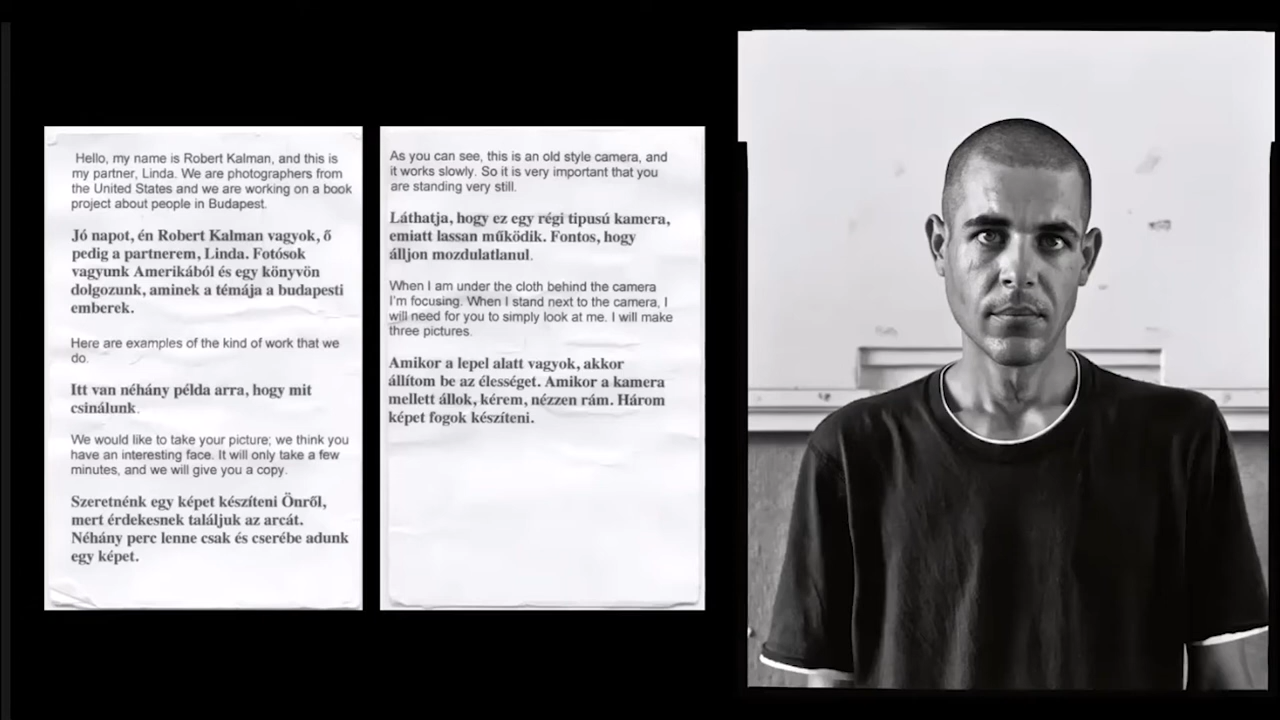 Hello, my name is Robert Kalman, and this is
my partner, Linda. We are photographers from
the United States and we are working on a book
project about people in Budapest.
Jó napot, én Robert Kalman vagyok, ő
pedig a partnerem, Linda. Fotósok
vagyunk Amerikából és egy könyvön
dolgozunk, aminek a témája a budapesti
emberek.
Here are examples of the kind of work that we
do.
Itt van néhány példa arra, hogy mit
csinálunk.
We would like to take your picture; we think you
have an interesting face. It will only take a few
minutes, and we will give you a copy.
Szeretnénk egy képet készíteni Önről,
mert érdekesnek találjuk az arcát.
Néhány perc lenne csak és cserébe adunk
egy képet.
As you can see, this is an old style camera, and
it works slowly. So it is very important that you
are standing very still.
Láthatja, hogy ez egy régi tipusú kamera,
emiatt lassan működik. Fontos, hogy
álljon mozdulatlanul.
When I am under the cloth behind the camera
I'm focusing. When I stand next to the camera, I
will need for you to simply look at me. I will make
three pictures.
Amikor a lepel alatt vagyok, akkor
állítom be az élességet. Amikor a kamera
mellett állok, kérem, nézzen rám. Három
képet fogok készíteni.